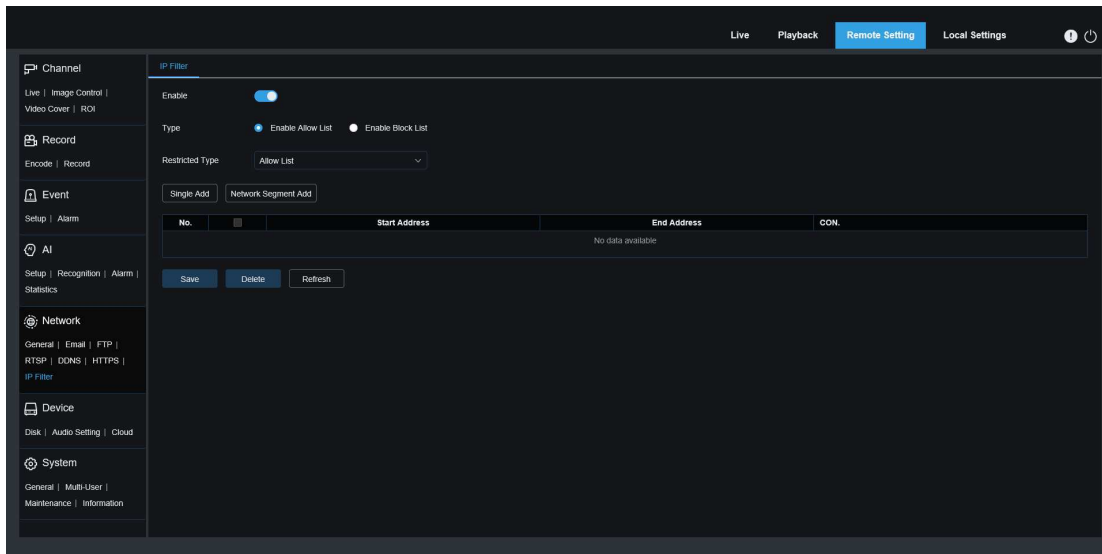 Live Playback Remote Setting Local Settings
Channel
Live | Image Control |
Video Cover | ROI
Record
Encode | Record
Event
Setup | Alarm
AI
Setup | Recognition | Alarm |
Statistics
Network
General | Email | FTP |
RTSP | DDNS | HTTPS |
IP Filter
Device
Disk | Audio Setting | Cloud
System
General | Multi-User |
Maintenance | Information
IP Filter
Enable
Type Enable Allow List Enable Block List
Restricted Type Allow List
Single Add Network Segment Add
No. Start Address End Address CON.
No data available
Save Delete Refresh